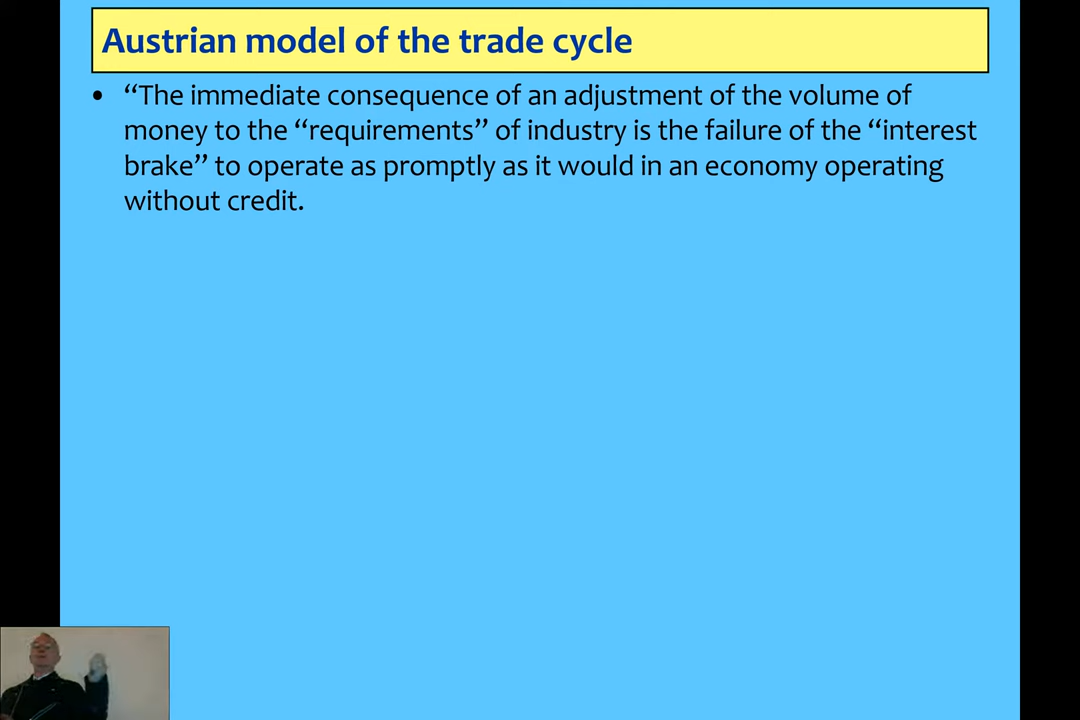 Austrian model of the trade cycle
• “The immediate consequence of an adjustment of the volume of
money to the “requirements” of industry is the failure of the “interest
brake” to operate as promptly as it would in an economy operating
without credit.